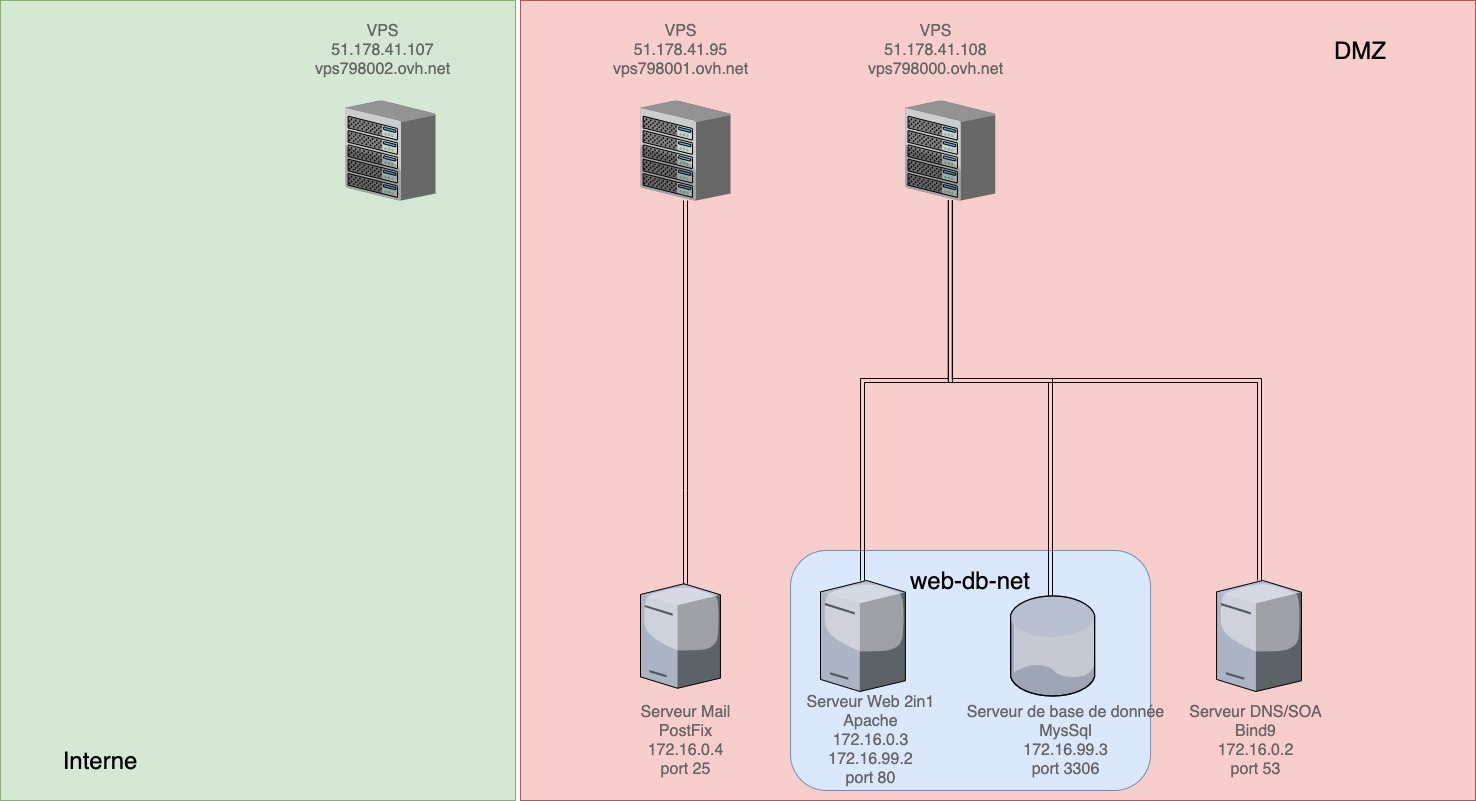 VPS
51.178.41.107
vps798002.ovh.net
VPS
51.178.41.95
vps798001.ovh.net
VPS
51.178.41.108
vps798000.ovh.net
DMZ
web-db-net
Serveur Mail
PostFix
172.16.0.4
port 25
Serveur Web 2in1
Apache
172.16.0.3
172.16.99.2
port 80
Serveur de base de donnée
MysSql
172.16.99.3
port 3306
Serveur DNS/SOA
Bind9
172.16.0.2
port 53
Interne